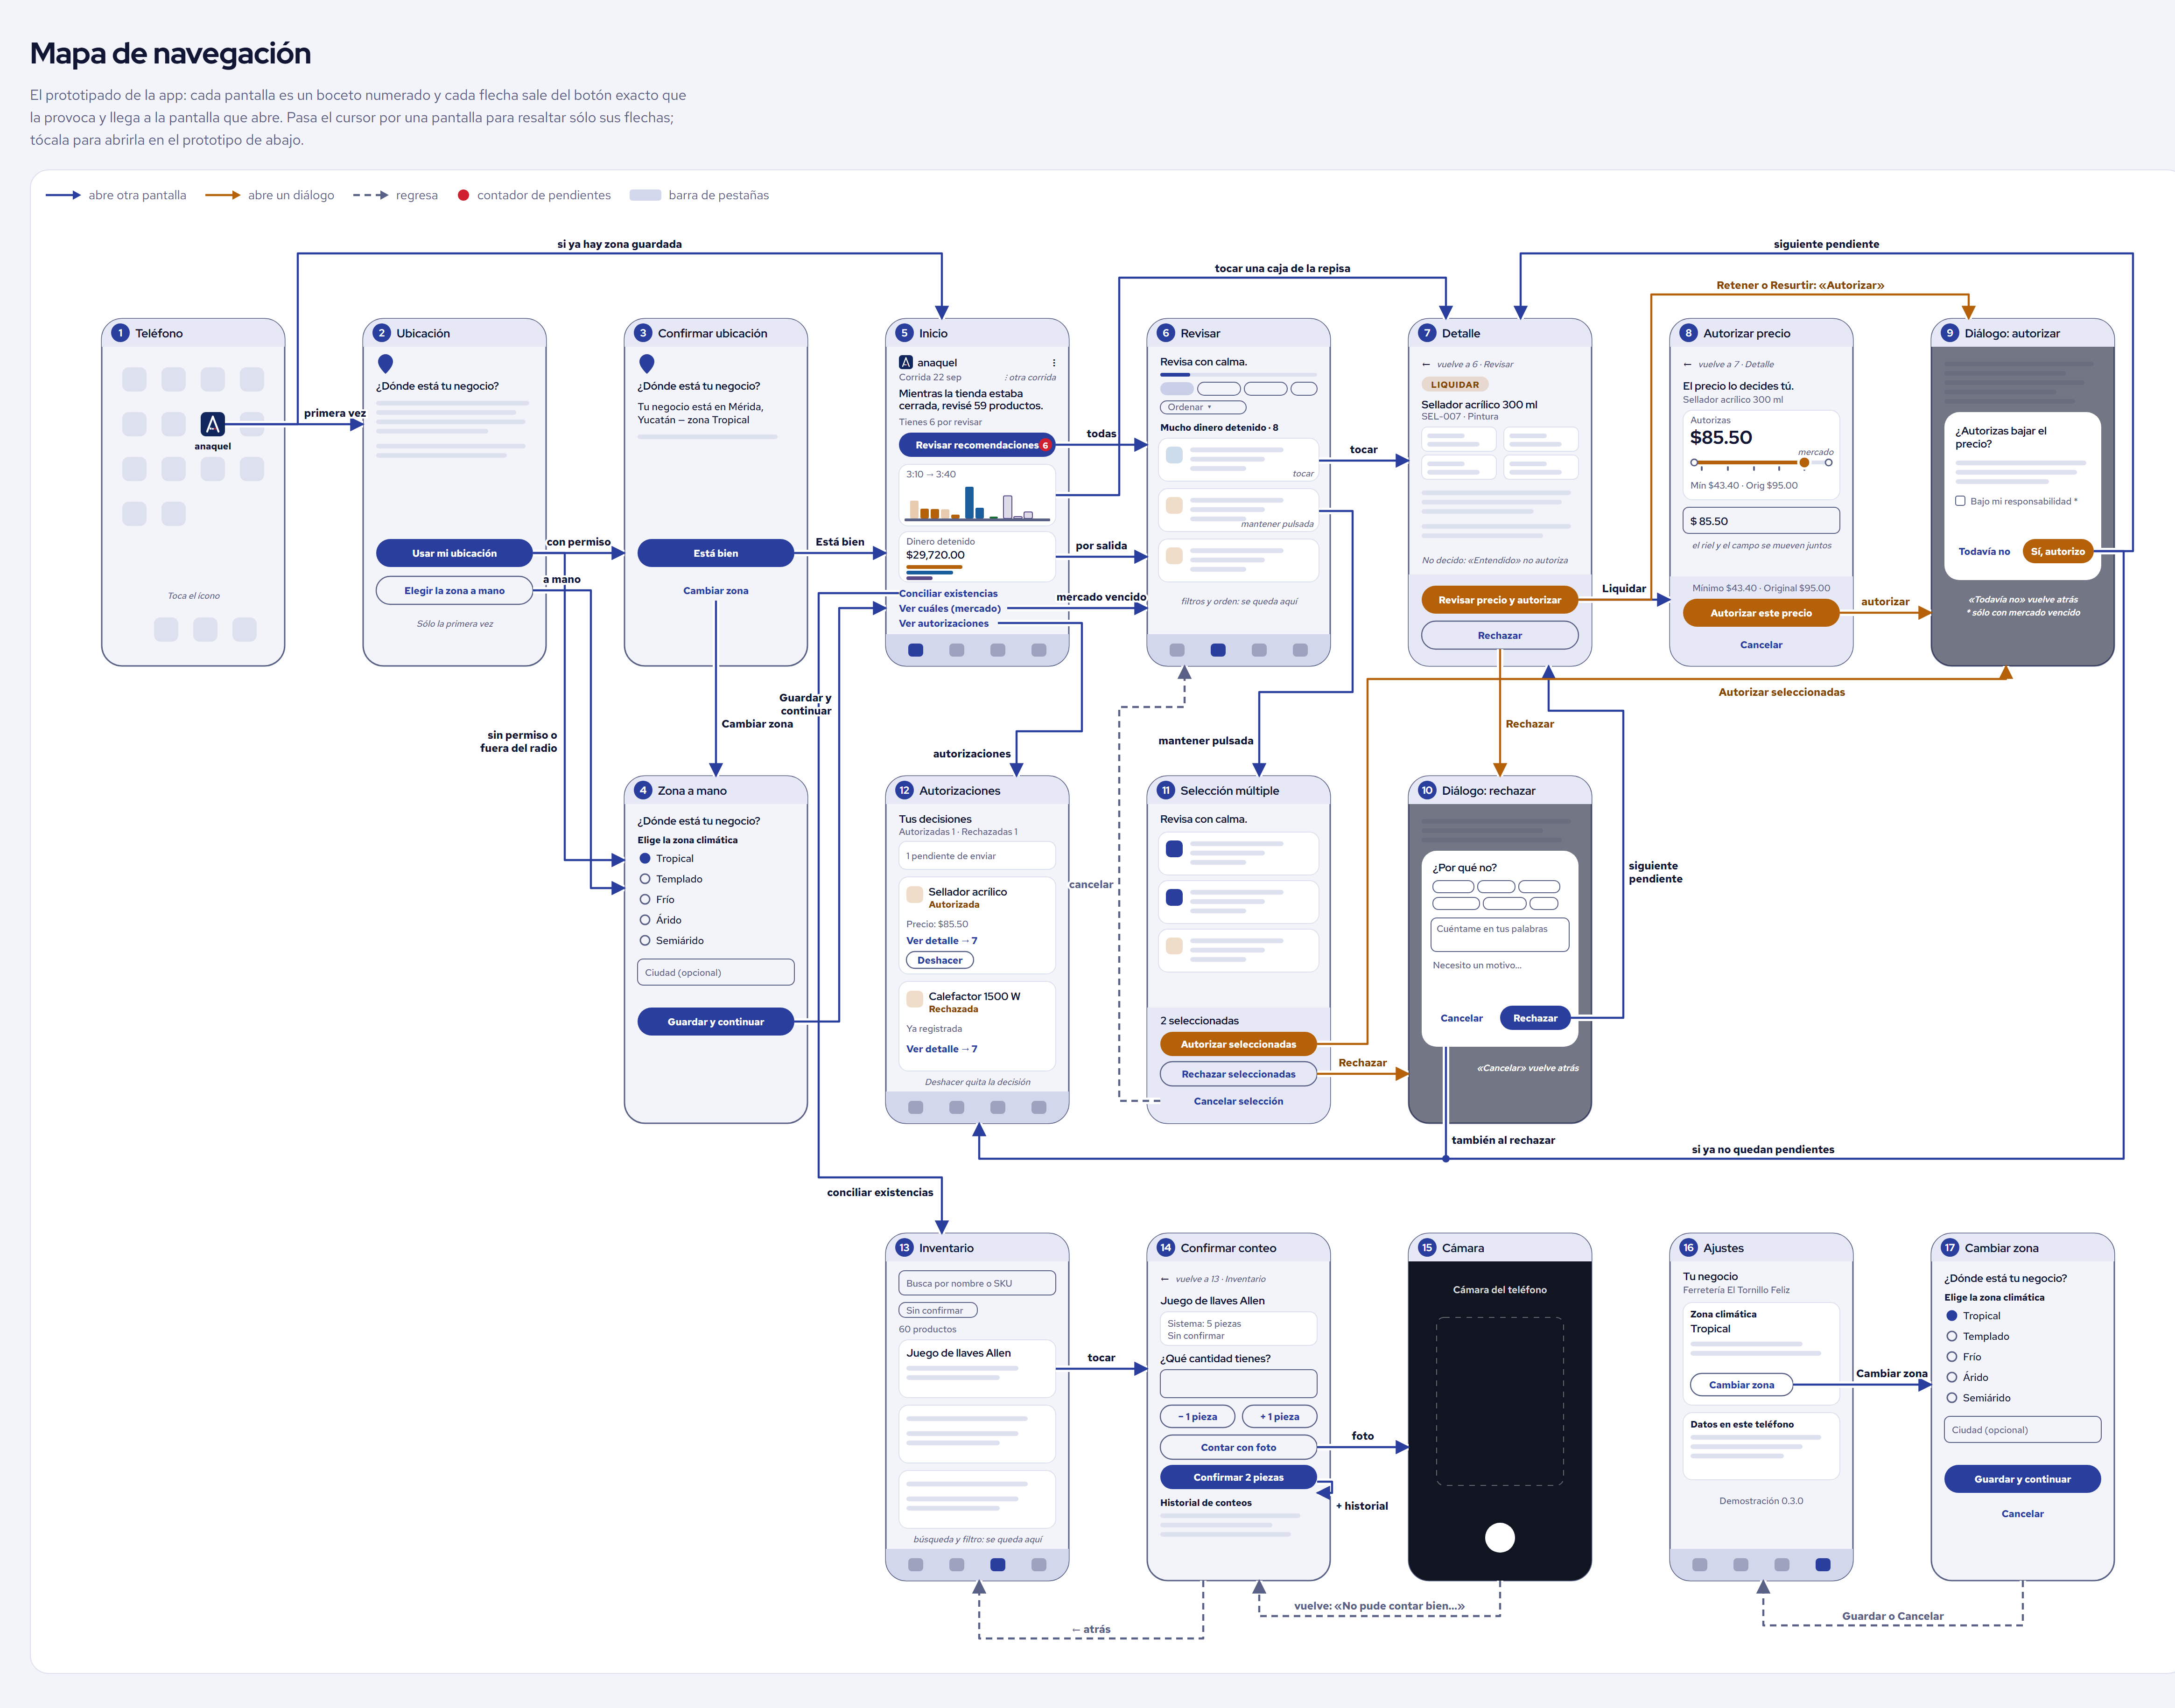 Mapa de navegación
El prototipado de la app: cada pantalla es un boceto numerado y cada flecha sale del botón exacto que
la provoca y llega a la pantalla que abre. Pasa el cursor por una pantalla para resaltar sólo sus flechas;
tócala para abrirla en el prototipo de abajo.
abre otra pantalla
abre un diálogo
regresa
contador de pendientes
barra de pestañas
si ya hay zona guardada
tocar una caja de la repisa
siguiente pendiente
Retener o Resurtir: «Autorizar»
1 Teléfono
anaquel
Toca el ícono
primera vez
2 Ubicación
¿Dónde está tu negocio?
Usar mi ubicación
Elegir la zona a mano
Sólo la primera vez
con permiso
a mano
sin permiso o
fuera del radio
3 Confirmar ubicación
¿Dónde está tu negocio?
Tu negocio está en Mérida,
Yucatán — zona Tropical
Está bien
Cambiar zona
Está bien
Cambiar zona
Guardar y
continuar
5 Inicio
anaquel
Corrida 22 sep
⋮ otra corrida
Mientras la tienda estaba
cerrada, revisé 59 productos.
Tienes 6 por revisar
Revisar recomendaciones 6
3:10 → 3:40
Dinero detenido
$29,720.00
Conciliar existencias
Ver cuáles (mercado)
Ver autorizaciones
todas
por salida
mercado vencido
autorizaciones
6 Revisar
Revisa con calma.
Ordenar
Mucho dinero detenido · 8
tocar
mantener pulsada
filtros y orden: se queda aquí
tocar
mantener pulsada
7 Detalle
← vuelve a 6 · Revisar
LIQUIDAR
Sellador acrílico 300 ml
SEL-007 · Pintura
No decido: «Entendido» no autoriza
Revisar precio y autorizar
Rechazar
Liquidar
Rechazar
8 Autorizar precio
← vuelve a 7 · Detalle
El precio lo decides tú.
Sellador acrílico 300 ml
Autorizas
$85.50
mercado
Mín $43.40 · Orig $95.00
$ 85.50
el riel y el campo se mueven juntos
Mínimo $43.40 · Original $95.00
Autorizar este precio
Cancelar
autorizar
9 Diálogo: autorizar
¿Autorizas bajar el
precio?
Bajo mi responsabilidad *
Todavía no
Sí, autorizo
«Todavía no» vuelve atrás
* sólo con mercado vencido
Autorizar seleccionadas
4 Zona a mano
¿Dónde está tu negocio?
Elige la zona climática
Tropical
Templado
Frío
Árido
Semiárido
Ciudad (opcional)
Guardar y continuar
12 Autorizaciones
Tus decisiones
Autorizadas 1 · Rechazadas 1
1 pendiente de enviar
Sellador acrílico
Autorizada
Precio: $85.50
Ver detalle → 7
Deshacer
Calefactor 1500 W
Rechazada
Ya registrada
Ver detalle → 7
Deshacer quita la decisión
cancelar
11 Selección múltiple
Revisa con calma.
2 seleccionadas
Autorizar seleccionadas
Rechazar seleccionadas
Cancelar selección
Rechazar
10 Diálogo: rechazar
¿Por qué no?
Cuéntame en tus palabras
Necesito un motivo...
Cancelar
Rechazar
«Cancelar» vuelve atrás
siguiente
pendiente
también al rechazar
si ya no quedan pendientes
conciliar existencias
13 Inventario
Busca por nombre o SKU
Sin confirmar
60 productos
Juego de llaves Allen
búsqueda y filtro: se queda aquí
tocar
14 Confirmar conteo
← vuelve a 13 · Inventario
Juego de llaves Allen
Sistema: 5 piezas
Sin confirmar
¿Qué cantidad tienes?
− 1 pieza
+ 1 pieza
Contar con foto
Confirmar 2 piezas
Historial de conteos
foto
+ historial
15 Cámara
Cámara del teléfono
16 Ajustes
Tu negocio
Ferretería El Tornillo Feliz
Zona climática
Tropical
Cambiar zona
Datos en este teléfono
Demostración 0.3.0
Cambiar zona
17 Cambiar zona
¿Dónde está tu negocio?
Elige la zona climática
Tropical
Templado
Frío
Árido
Semiárido
Ciudad (opcional)
Guardar y continuar
Cancelar
← atrás
vuelve: «No pude contar bien...»
Guardar o Cancelar